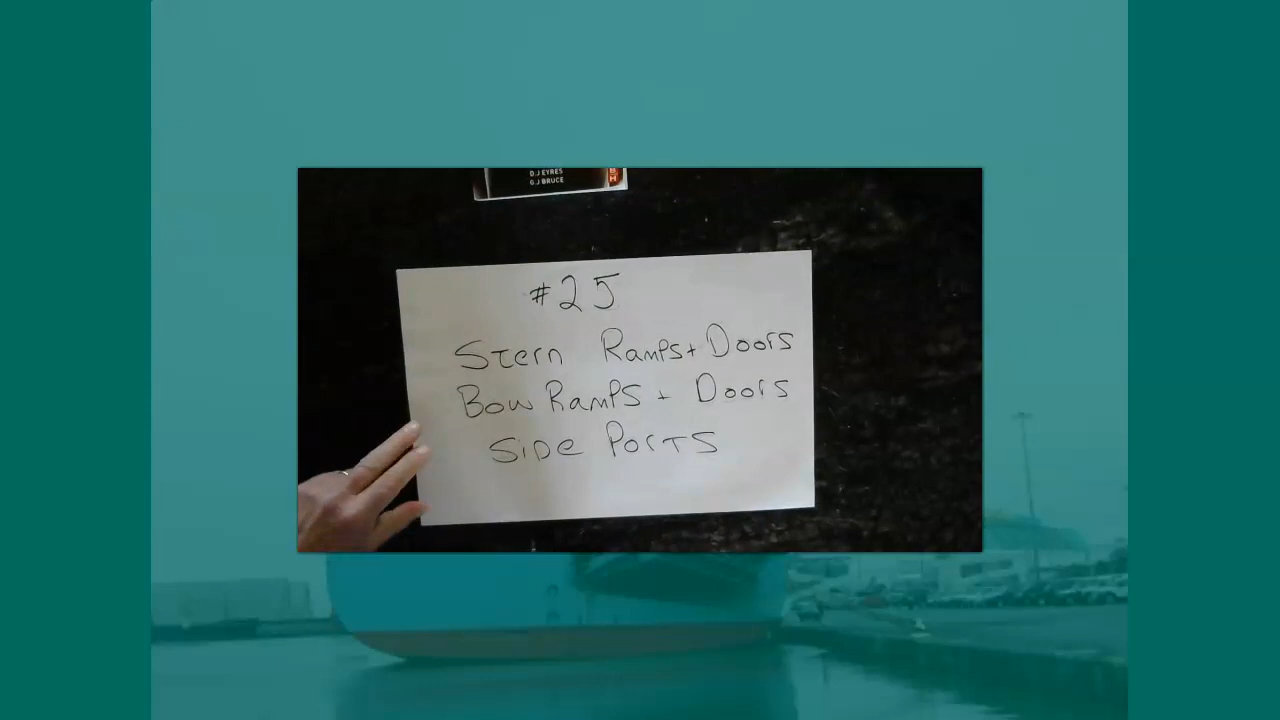 D.J EYRES
G.J BRUCE
#25
Stern Ramps + Doors
Bow Ramps + Doors
Side Ports